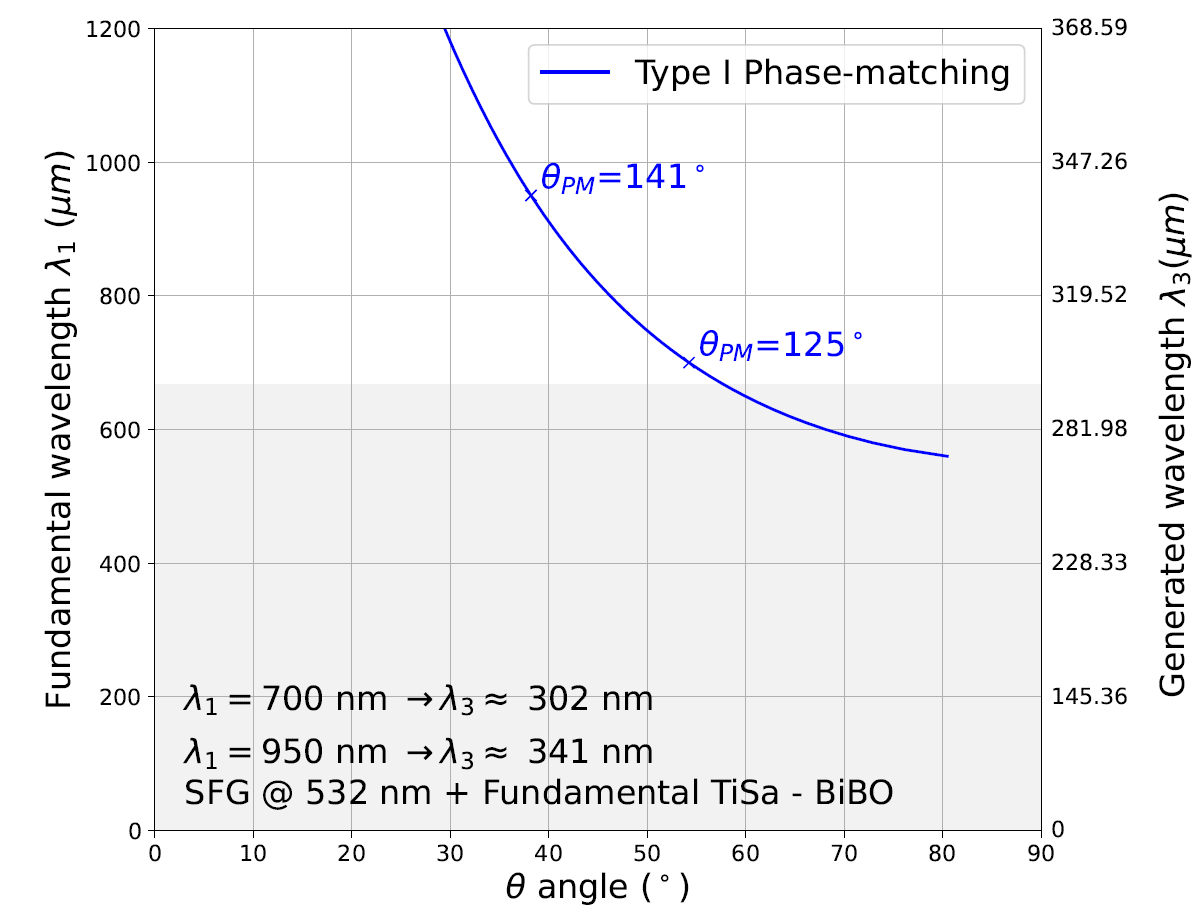 Type I Phase-matching
1200
1000
800
600
400
200
0
Fundamental wavelength λ₁ (μm)
368.59
347.26
319.52
281.98
228.33
145.36
0
Generated wavelength λ₃(μm)
θ_PM=141°
θ_PM=125°
λ₁ = 700 nm →λ₃≈ 302 nm
λ₁ = 950 nm →λ₃≈ 341 nm
SFG @ 532 nm + Fundamental TiSa - BiBO
0 10 20 30 40 50 60 70 80 90
θ angle (°)